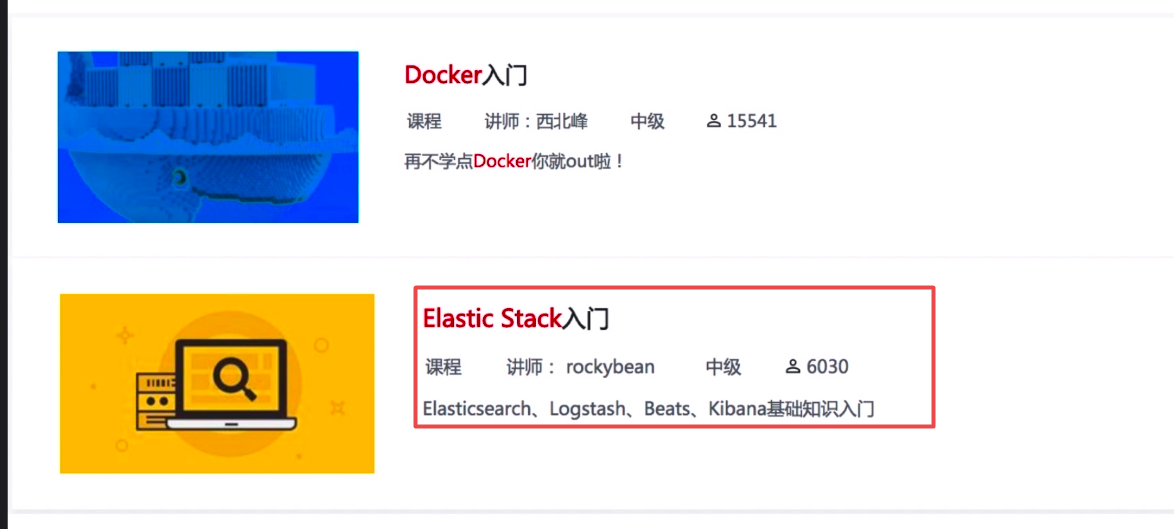 Docker入门
课程 讲师：西北峰 中级 15541
再不学点Docker你就out啦！
Elastic Stack入门
课程 讲师： rockybean 中级 6030
Elasticsearch、Logstash、Beats、Kibana基础知识入门